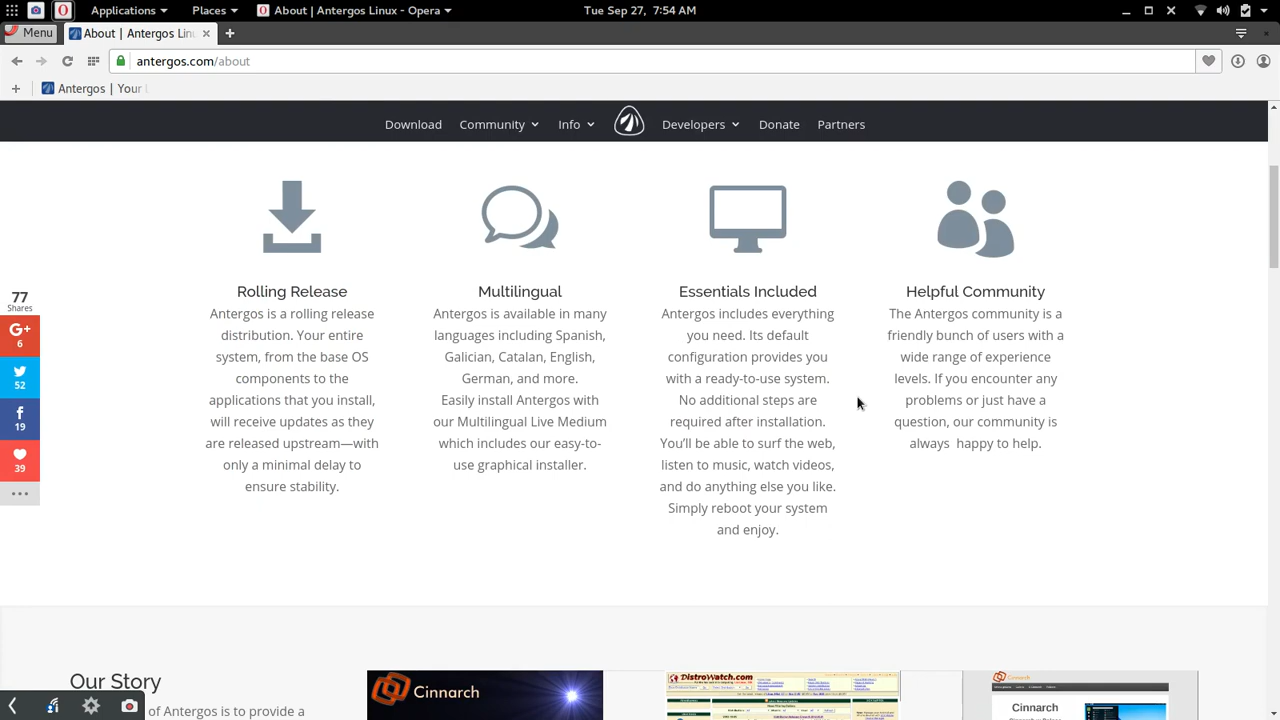 Applications
Places
About | Antergos Linux - Opera
Tue Sep 27, 7:54 AM
Menu
About | Antergos Linu
antergos.com/about
Antergos | Your L
Download
Community
Info
Developers
Donate
Partners
77
Shares
6
52
19
39
Rolling Release
Antergos is a rolling release
distribution. Your entire
system, from the base OS
components to the
applications that you install,
will receive updates as they
are released upstream—with
only a minimal delay to
ensure stability.
Multilingual
Antergos is available in many
languages including Spanish,
Galician, Catalan, English,
German, and more.
Easily install Antergos with
our Multilingual Live Medium
which includes our easy-to-
use graphical installer.
Essentials Included
Antergos includes everything
you need. Its default
configuration provides you
with a ready-to-use system.
No additional steps are
required after installation.
You'll be able to surf the web,
listen to music, watch videos,
and do anything else you like.
Simply reboot your system
and enjoy.
Helpful Community
The Antergos community is a
friendly bunch of users with a
wide range of experience
levels. If you encounter any
problems or just have a
question, our community is
always happy to help.
Our Story
of Antergos is to provide a
Cinnarch
DistroWatch.com
Cinnarch
Cinnarch